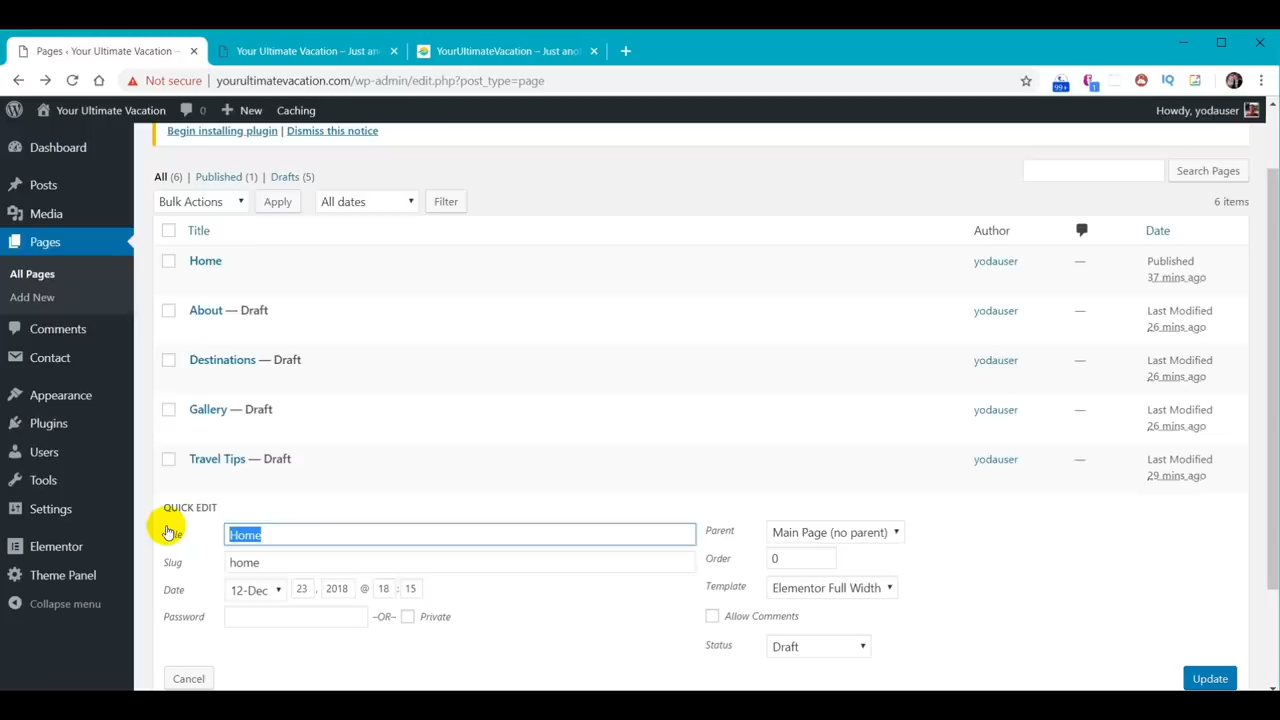 Pages ‹ Your Ultimate Vacation —
Your Ultimate Vacation – Just an
YourUltimateVacation – Just ano
Not secure
yourultimatevacation.com/wp-admin/edit.php?post_type=page
99+
1
IQ
Your Ultimate Vacation
0
New
Caching
Howdy, yodauser
Begin installing plugin | Dismiss this notice
Dashboard
Posts
Media
Pages
All Pages
Add New
Comments
Contact
Appearance
Plugins
Users
Tools
Settings
Elementor
Theme Panel
Collapse menu
All (6) | Published (1) | Drafts (5)
Search Pages
Bulk Actions
Apply
All dates
Filter
6 items
Title
Author
Date
Home
yodauser
—
Published
37 mins ago
About — Draft
yodauser
—
Last Modified
26 mins ago
Destinations — Draft
yodauser
—
Last Modified
26 mins ago
Gallery — Draft
yodauser
—
Last Modified
26 mins ago
Travel Tips — Draft
yodauser
—
Last Modified
29 mins ago
QUICK EDIT
Home
Slug
home
Date
12-Dec 23 , 2018 @ 18 : 15
Password
–OR–
Private
Parent
Main Page (no parent)
Order
0
Template
Elementor Full Width
Allow Comments
Status
Draft
Cancel
Update